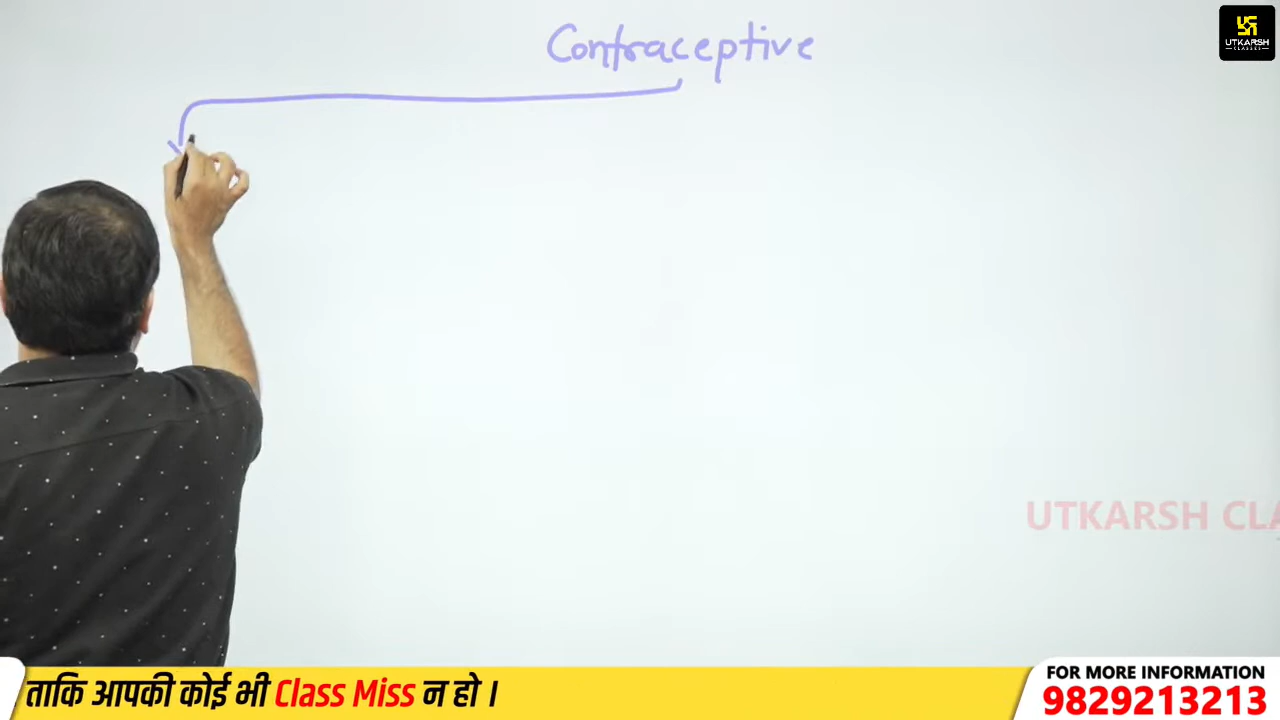 Contraceptive
UTKARSH
CLASSES
UTKARSH CLA
ताकि आपकी कोई भी Class Miss न हो ।
FOR MORE INFORMATION
9829213213